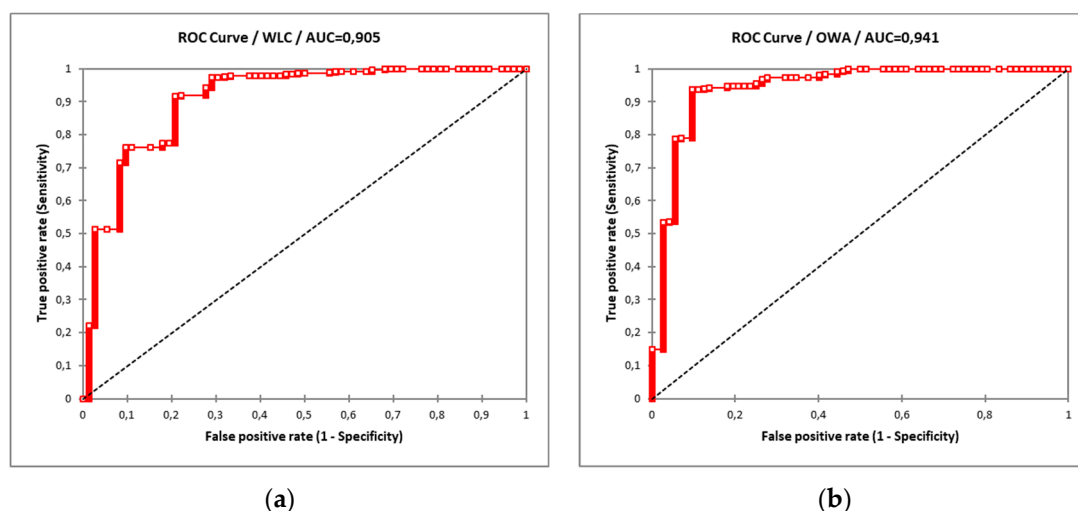 ROC Curve / WLC / AUC=0,905
1
0,9
0,8
0,7
0,6
0,5
0,4
0,3
0,2
0,1
0
True positive rate (Sensitivity)
0 0,1 0,2 0,3 0,4 0,5 0,6 0,7 0,8 0,9 1
False positive rate (1 - Specificity)
(a)
ROC Curve / OWA / AUC=0,941
1
0,9
0,8
0,7
0,6
0,5
0,4
0,3
0,2
0,1
0
True positive rate (Sensitivity)
0 0,2 0,4 0,6 0,8 1
False positive rate (1 - Specificity)
(b)